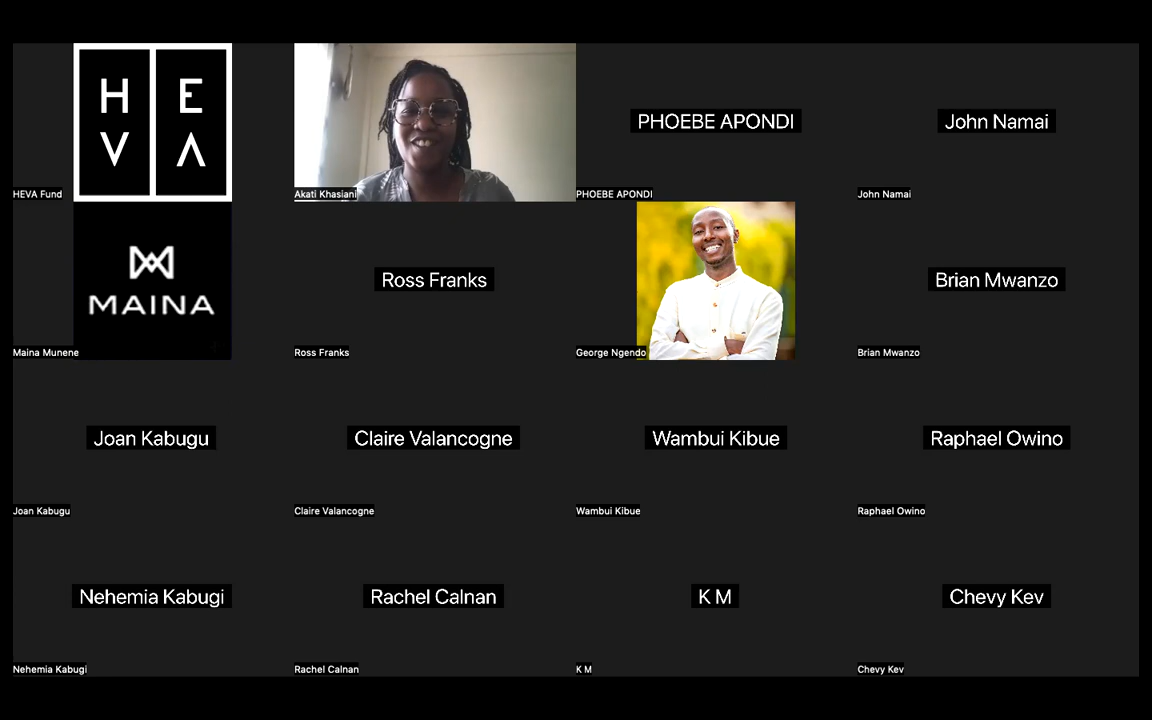 H E
V A
HEVA Fund
Akati Khasiani
PHOEBE APONDI
PHOEBE APONDI
John Namai
John Namai
MAINA
Maina Munene
Ross Franks
Ross Franks
George Ngendo
Brian Mwanzo
Brian Mwanzo
Joan Kabugu
Joan Kabugu
Claire Valancogne
Claire Valancogne
Wambui Kibue
Wambui Kibue
Raphael Owino
Raphael Owino
Nehemia Kabugi
Nehemia Kabugi
Rachel Calnan
Rachel Calnan
K M
K M
Chevy Kev
Chevy Kev